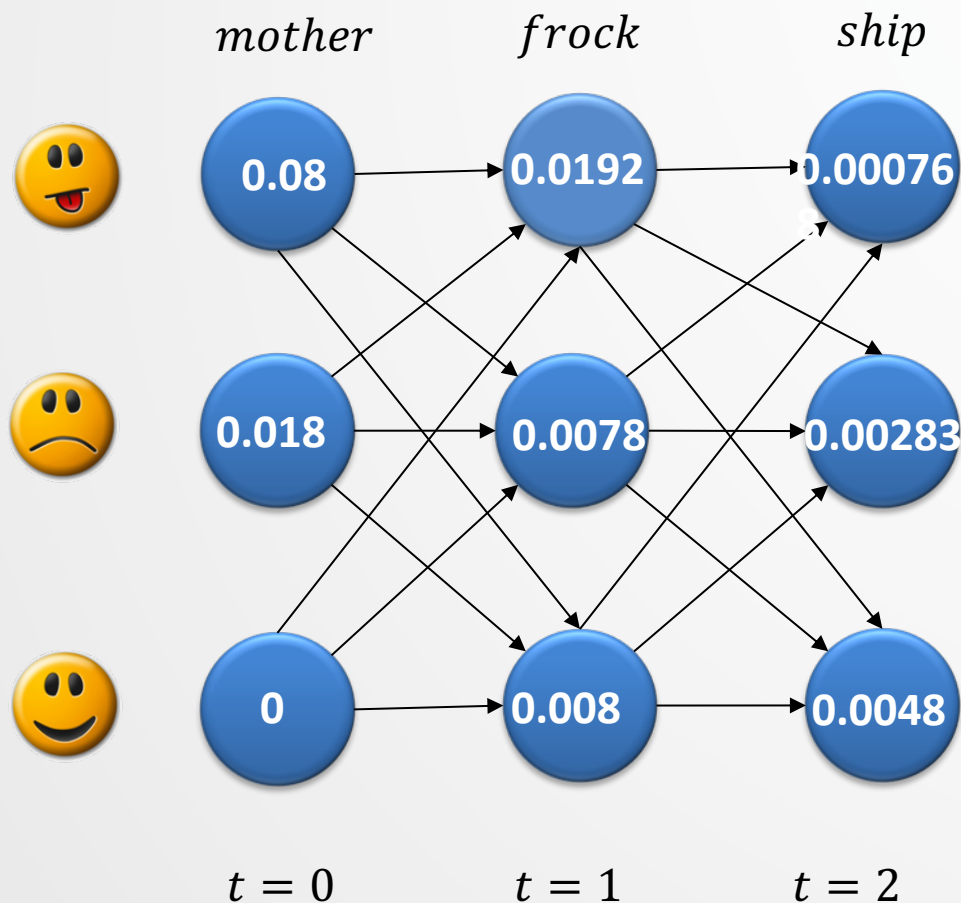 mother frock ship
0.08 0.0192 0.00076
8
0.018 0.0078 0.00283
0 0.008 0.0048
t = 0 t = 1 t = 2